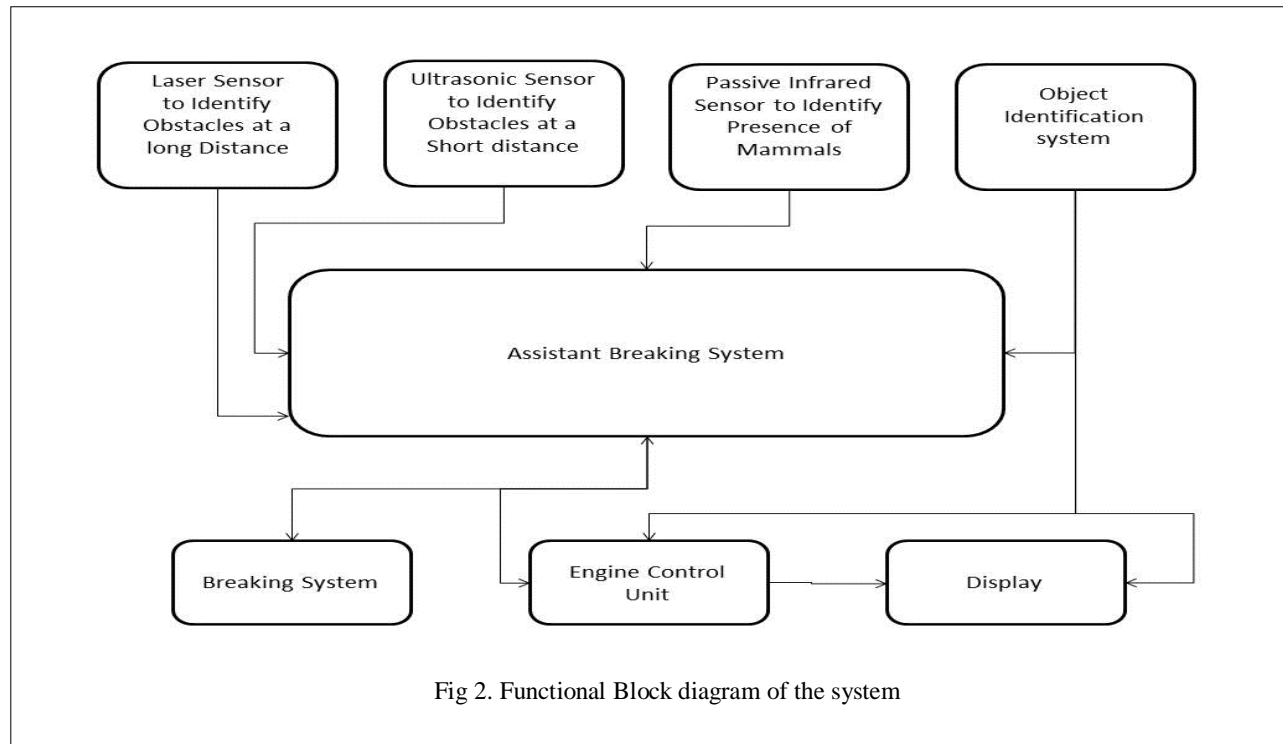 Laser Sensor
to Identify
Obstacles at a
long Distance
Ultrasonic Sensor
to Identify
Obstacles at a
Short distance
Passive Infrared
Sensor to Identify
Presence of
Mammals
Object
Identification
system
Assistant Breaking System
Breaking System
Engine Control
Unit
Display
Fig 2. Functional Block diagram of the system